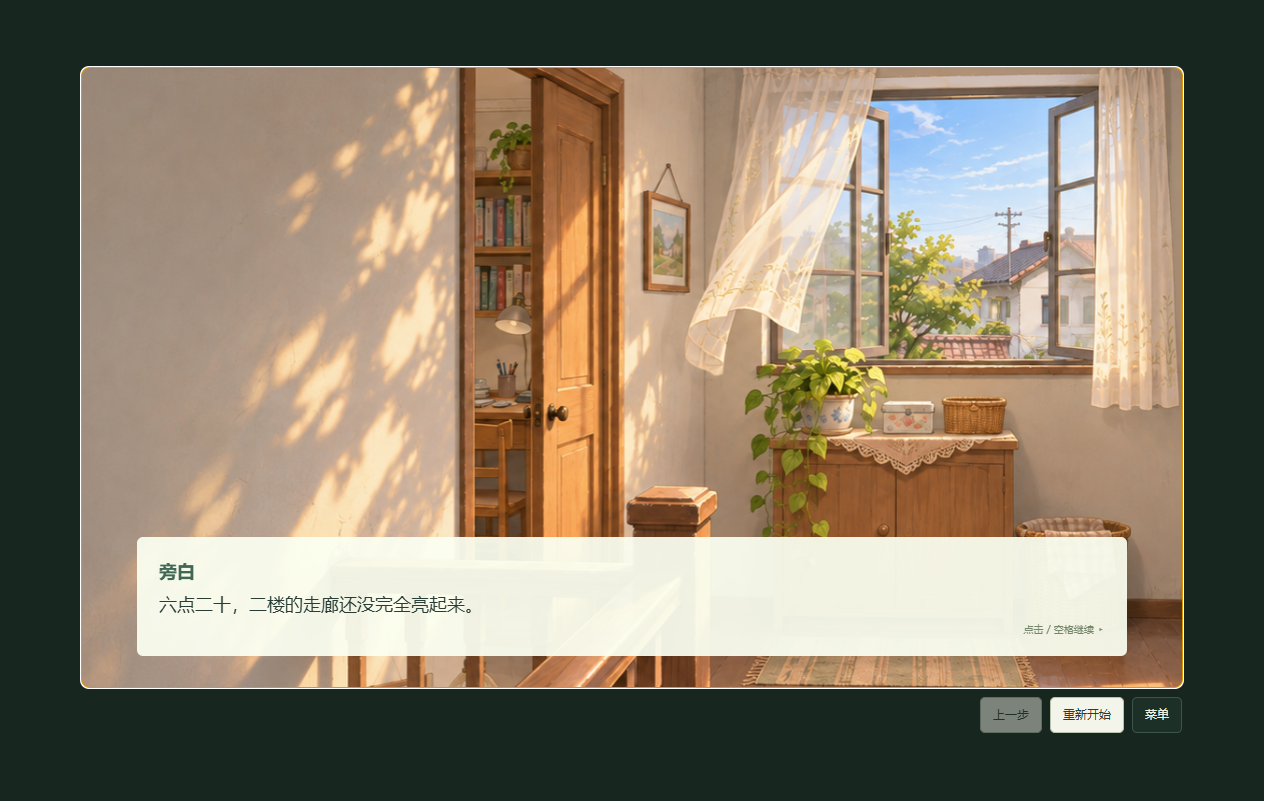 旁白
六点二十，二楼的走廊还没完全亮起来。
点击 / 空格继续 ▸
上一步
重新开始
菜单